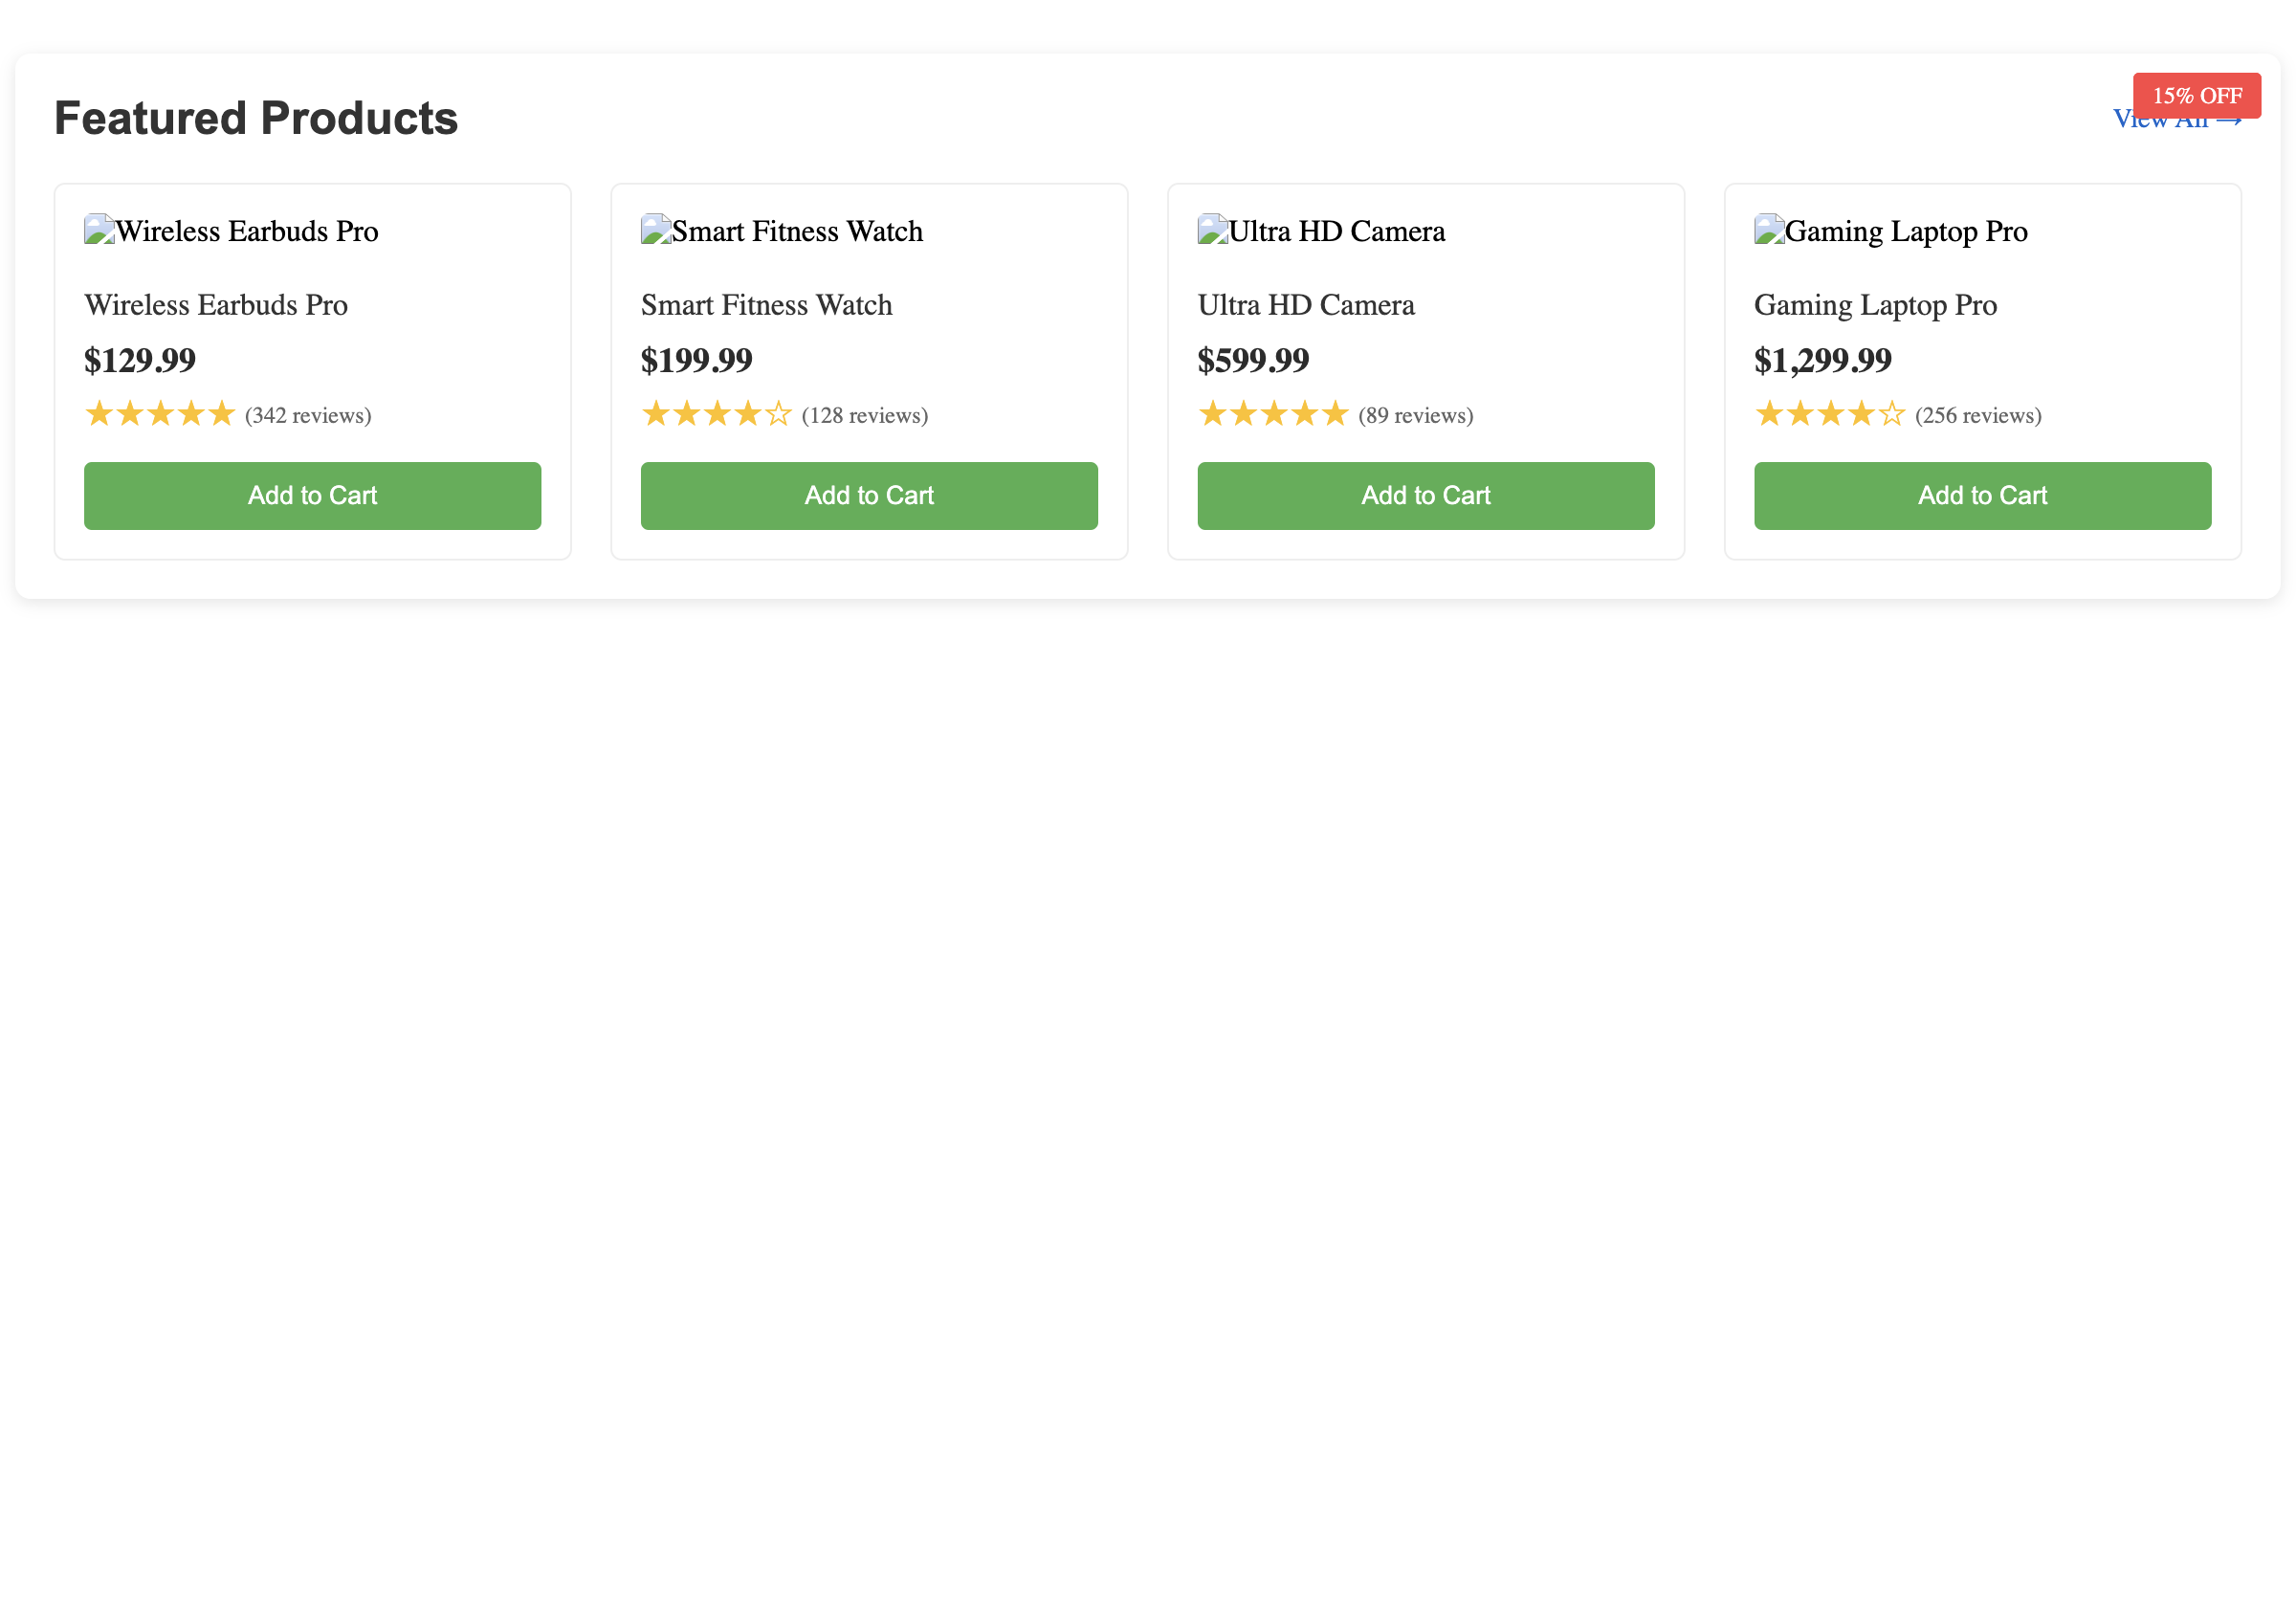 15% OFF
Featured Products
View All →
Wireless Earbuds Pro
Wireless Earbuds Pro
$129.99
★★★★★ (342 reviews)
Add to Cart
Smart Fitness Watch
Smart Fitness Watch
$199.99
★★★★☆ (128 reviews)
Add to Cart
Ultra HD Camera
Ultra HD Camera
$599.99
★★★★★ (89 reviews)
Add to Cart
Gaming Laptop Pro
Gaming Laptop Pro
$1,299.99
★★★★☆ (256 reviews)
Add to Cart